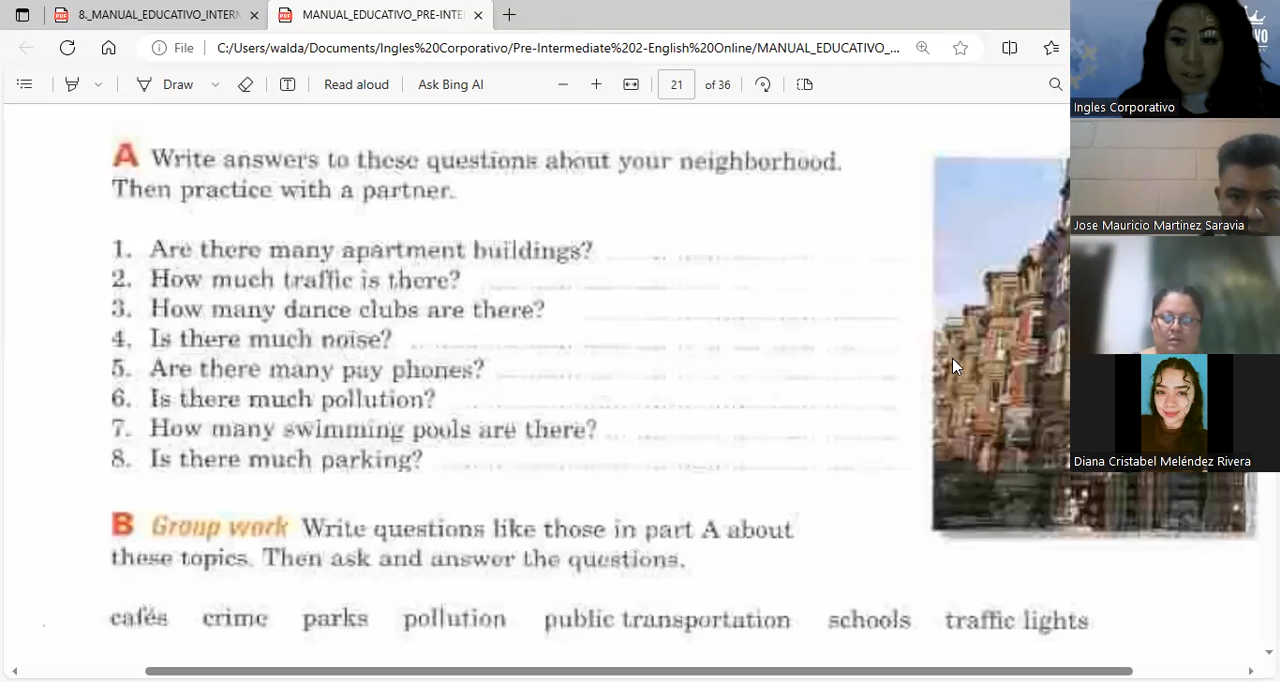 8._MANUAL_EDUCATIVO_INTERN
MANUAL_EDUCATIVO_PRE-INTE
File
C:/Users/walda/Documents/Ingles%20Corporativo/Pre-Intermediate%202-English%20Online/MANUAL_EDUCATIVO_...
Draw
Read aloud
Ask Bing AI
21
of 36
A Write answers to these questions about your neighborhood.
Then practice with a partner.
1. Are there many apartment buildings?
2. How much traffic is there?
3. How many dance clubs are there?
4. Is there much noise?
5. Are there many pay phones?
6. Is there much pollution?
7. How many swimming pools are there?
8. Is there much parking?
B Group work Write questions like those in part A about
these topics. Then ask and answer the questions.
cafés crime parks pollution public transportation schools traffic lights
Ingles Corporativo
Jose Mauricio Martinez Saravia
Diana Cristabel Meléndez Rivera